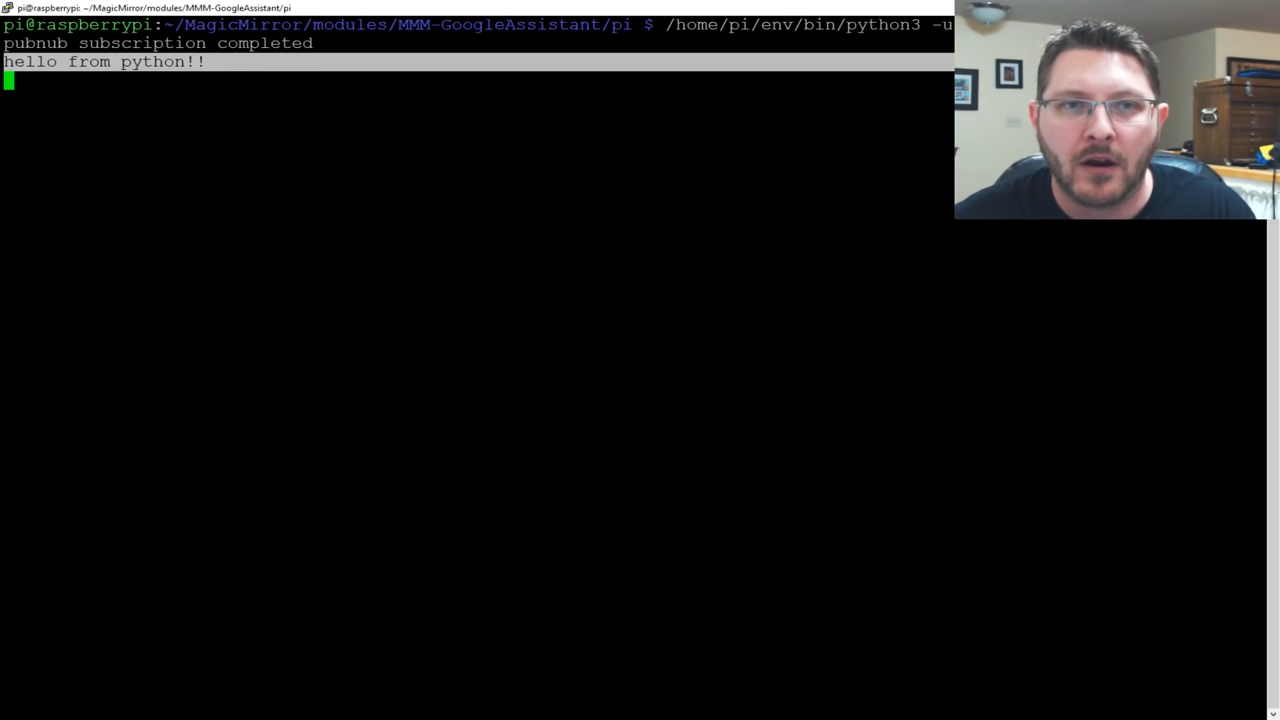 pi@raspberrypi: ~/MagicMirror/modules/MMM-GoogleAssistant/pi
pi@raspberrypi:~/MagicMirror/modules/MMM-GoogleAssistant/pi $ /home/pi/env/bin/python3 -u
pubnub subscription completed
hello from python!!